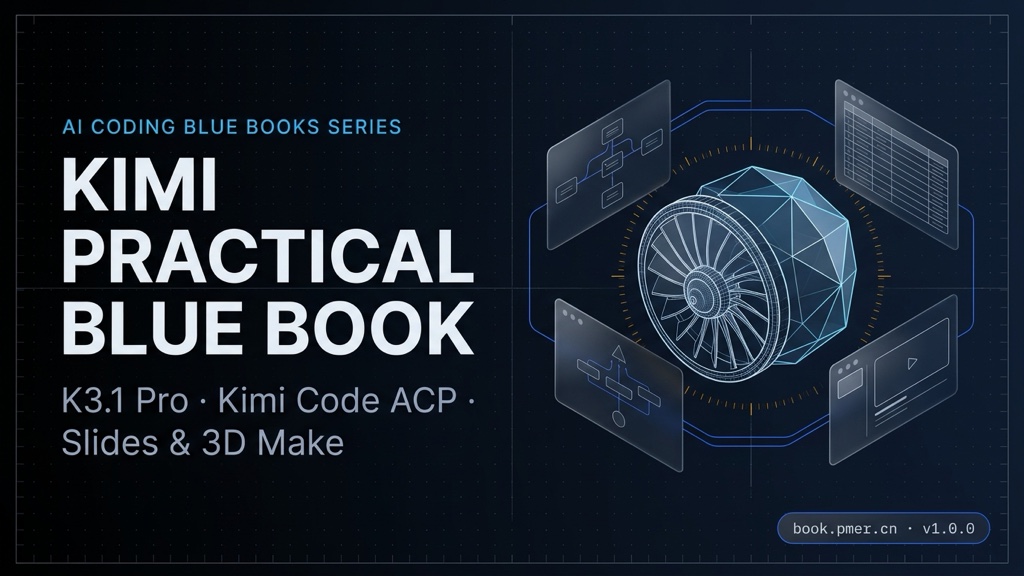 AI CODING BLUE BOOKS SERIES
KIMI
PRACTICAL
BLUE BOOK
K3.1 Pro · Kimi Code ACP ·
Slides & 3D Make
book.pmer.cn · v1.0.0